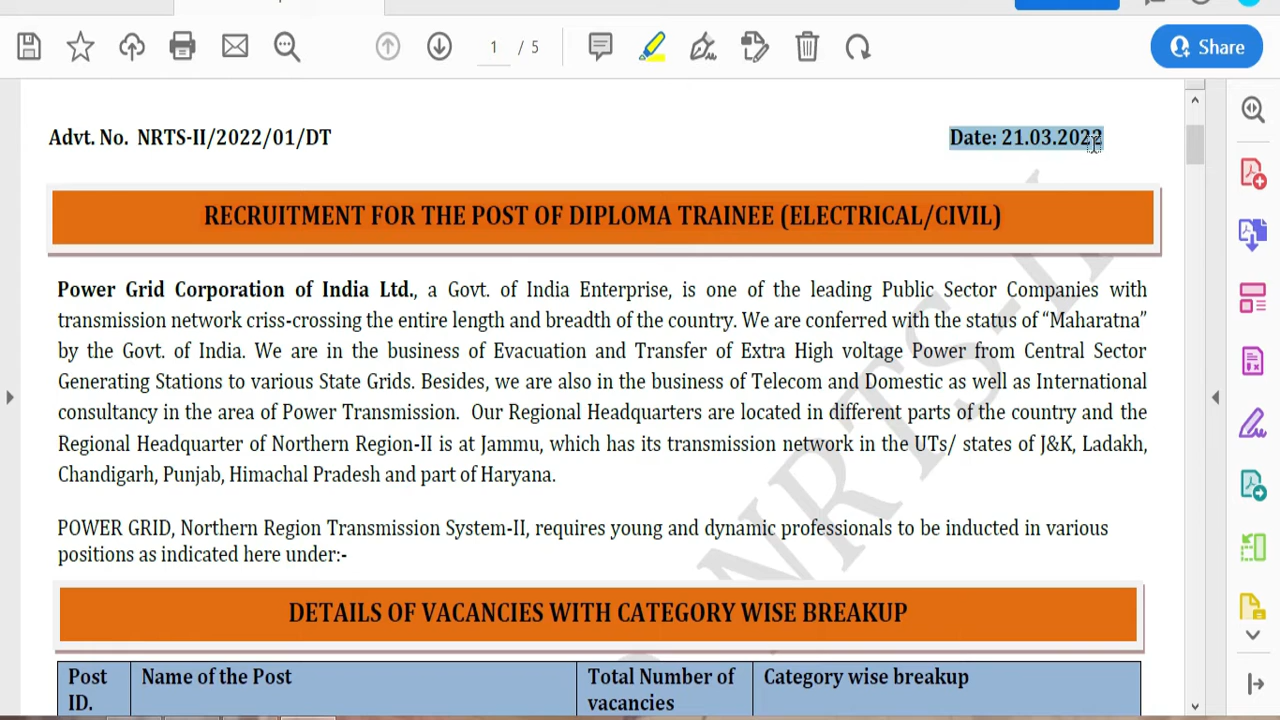 Share
1 / 5
Advt. No. NRTS-II/2022/01/DT
Date: 21.03.2022
RECRUITMENT FOR THE POST OF DIPLOMA TRAINEE (ELECTRICAL/CIVIL)
Power Grid Corporation of India Ltd., a Govt. of India Enterprise, is one of the leading Public Sector Companies with
transmission network criss-crossing the entire length and breadth of the country. We are conferred with the status of “Maharatna”
by the Govt. of India. We are in the business of Evacuation and Transfer of Extra High voltage Power from Central Sector
Generating Stations to various State Grids. Besides, we are also in the business of Telecom and Domestic as well as International
consultancy in the area of Power Transmission. Our Regional Headquarters are located in different parts of the country and the
Regional Headquarter of Northern Region-II is at Jammu, which has its transmission network in the UTs/ states of J&K, Ladakh,
Chandigarh, Punjab, Himachal Pradesh and part of Haryana.
POWER GRID, Northern Region Transmission System-II, requires young and dynamic professionals to be inducted in various
positions as indicated here under:-
DETAILS OF VACANCIES WITH CATEGORY WISE BREAKUP
Post ID.
Name of the Post
Total Number of
vacancies
Category wise breakup
NRTS-II